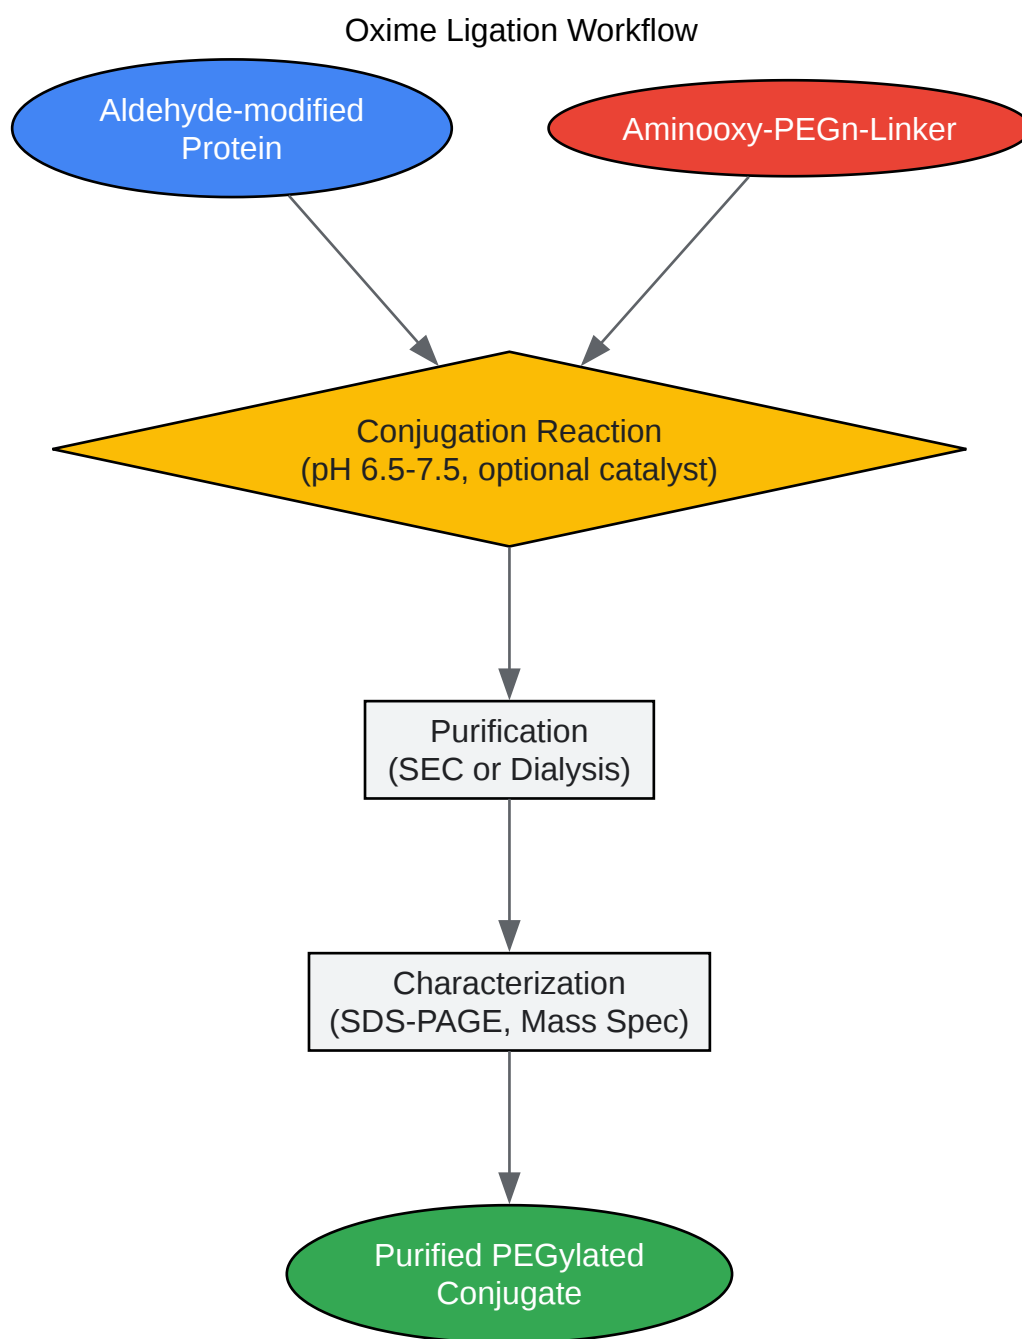 Oxime Ligation Workflow
Aldehyde-modified
Protein
Aminooxy-PEGn-Linker
Conjugation Reaction
(pH 6.5-7.5, optional catalyst)
Purification
(SEC or Dialysis)
Characterization
(SDS-PAGE, Mass Spec)
Purified PEGylated
Conjugate